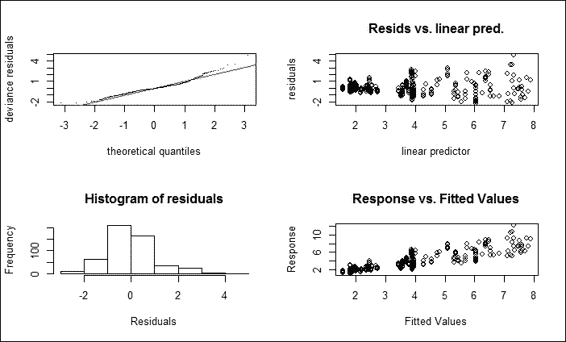 deviance residuals
4
1
-2
-3 -2 -1 0 1 2 3
theoretical quantiles
Resids vs. linear pred.
residuals
4
1
-2
2 3 4 5 6 7 8
linear predictor
Histogram of residuals
Frequency
100
0
-2 0 2 4
Residuals
Response vs. Fitted Values
Response
10
6
2
2 3 4 5 6 7 8
Fitted Values